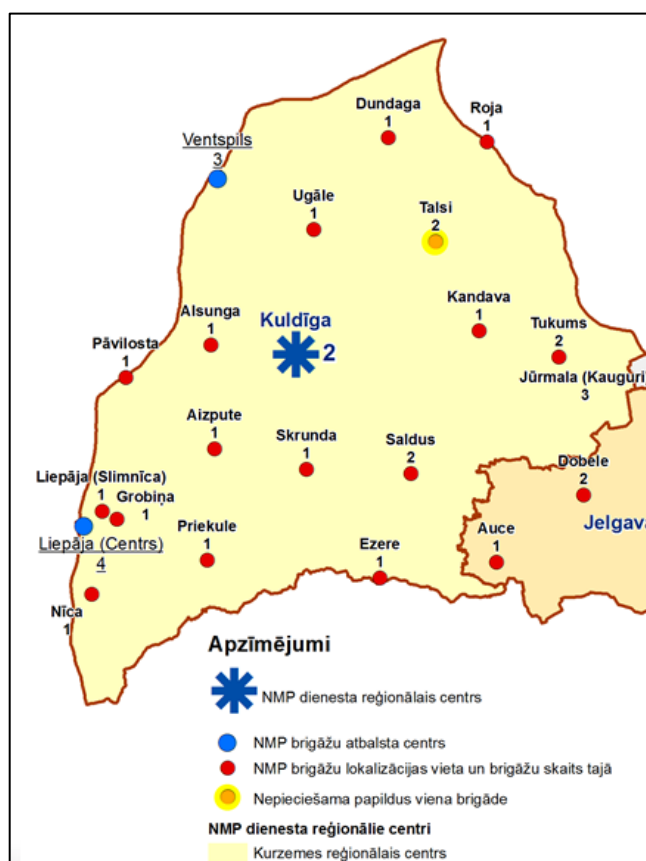 Dundaga
1
Roja
1
Ventspils
3
Ugāle
1
Talsi
2
Alsunga
1
Kuldīga
2
Kandava
1
Tukums
2
Pāvilosta
1
Jūrmala (Kauguri)
3
Aizpute
1
Skrunda
1
Saldus
2
Dobele
2
Liepāja (Slimnīca)
1
Grobiņa
1
Jelgava
Liepāja (Centrs)
4
Priekule
1
Ezere
1
Auce
1
Nīca
1
Apzīmējumi
NMP dienesta reģionālais centrs
NMP brigāžu atbalsta centrs
NMP brigāžu lokalizācijas vieta un brigāžu skaits tajā
Nepieciešama papildus viena brigāde
NMP dienesta reģionālie centri
Kurzemes reģionālais centrs